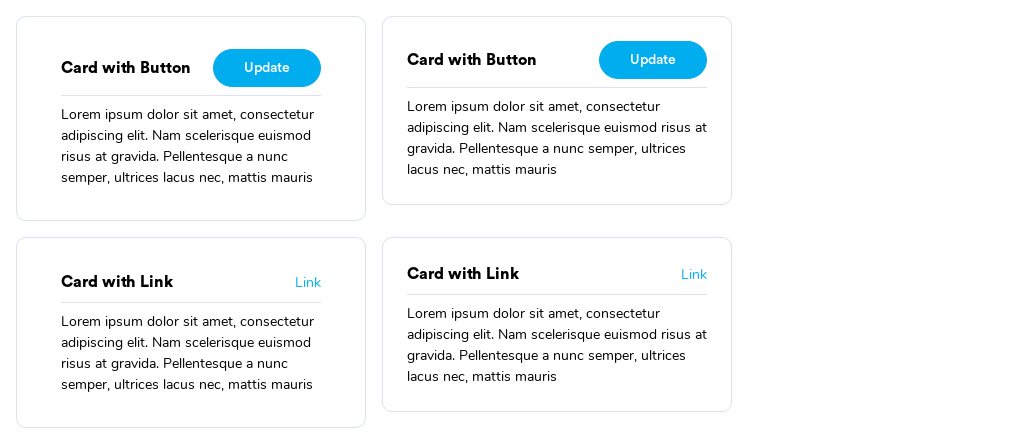 Card with Button
Update
Lorem ipsum dolor sit amet, consectetur
adipiscing elit. Nam scelerisque euismod
risus at gravida. Pellentesque a nunc
semper, ultrices lacus nec, mattis mauris
Card with Button
Update
Lorem ipsum dolor sit amet, consectetur
adipiscing elit. Nam scelerisque euismod risus at
gravida. Pellentesque a nunc semper, ultrices
lacus nec, mattis mauris
Card with Link
Link
Lorem ipsum dolor sit amet, consectetur
adipiscing elit. Nam scelerisque euismod
risus at gravida. Pellentesque a nunc
semper, ultrices lacus nec, mattis mauris
Card with Link
Link
Lorem ipsum dolor sit amet, consectetur
adipiscing elit. Nam scelerisque euismod risus at
gravida. Pellentesque a nunc semper, ultrices
lacus nec, mattis mauris